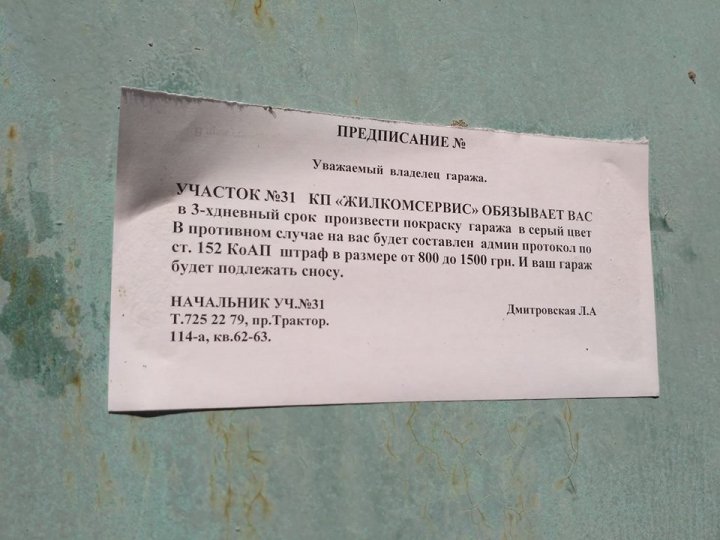 ПРЕДПИСАНИЕ №
Уважаемый владелец гаража.
УЧАСТОК №31 КП «ЖИЛКОМСЕРВИС» ОБЯЗЫВАЕТ ВАС
в 3-хдневный срок произвести покраску гаража в серый цвет
В противном случае на вас будет составлен админ протокол по
ст. 152 КоАП штраф в размере от 800 до 1500 грн. И ваш гараж
будет подлежать сносу.
НАЧАЛЬНИК УЧ.№31 Дмитровская Л.А
Т.725 22 79, пр.Трактор.
114-а, кв.62-63.